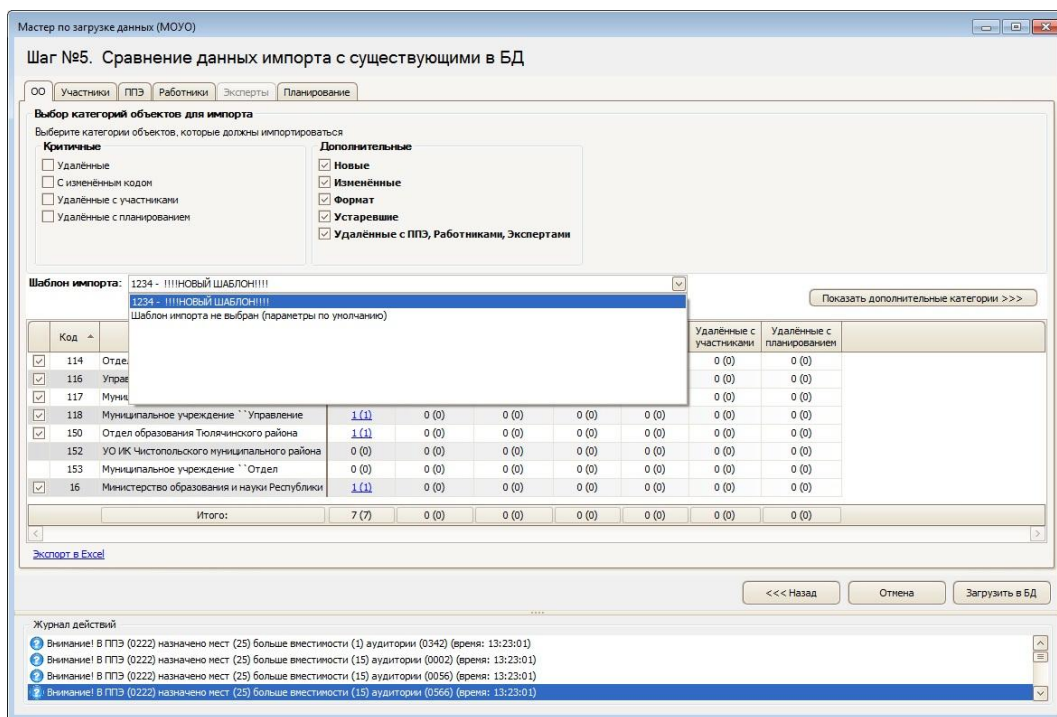 Мастер по загрузке данных (МОУО)
Шаг №5. Сравнение данных импорта с существующими в БД
ОО Участники ППЭ Работники Эксперты Планирование
Выбор категорий объектов для импорта
Выберите категории объектов, которые должны импортироваться
Критичные
Удалённые
С изменённым кодом
Удалённые с участниками
Удалённые с планированием
Дополнительные
Новые
Изменённые
Формат
Устаревшие
Удалённые с ППЭ, Работниками, Экспертами
Шаблон импорта: 1234 - !!!!НОВЫЙ ШАБЛОН!!!!
1234 - !!!!НОВЫЙ ШАБЛОН!!!!
Шаблон импорта не выбран (параметры по умолчанию)
Показать дополнительные категории >>>
Код Удалённые с участниками Удалённые с планированием
114 Отде 0 (0) 0 (0)
116 Управ 0 (0) 0 (0)
117 Муниц 0 (0) 0 (0)
118 Муниципальное учреждение ``Управление 1 (1) 0 (0) 0 (0) 0 (0) 0 (0) 0 (0) 0 (0)
150 Отдел образования Тюлячинского района 1 (1) 0 (0) 0 (0) 0 (0) 0 (0) 0 (0) 0 (0)
152 УО ИК Чистопольского муниципального района 0 (0) 0 (0) 0 (0) 0 (0) 0 (0) 0 (0) 0 (0)
153 Муниципальное учреждение ``Отдел 0 (0) 0 (0) 0 (0) 0 (0) 0 (0) 0 (0) 0 (0)
16 Министерство образования и науки Республики 1 (1) 0 (0) 0 (0) 0 (0) 0 (0) 0 (0) 0 (0)
Итого: 7 (7) 0 (0) 0 (0) 0 (0) 0 (0) 0 (0) 0 (0)
Экспорт в Excel
<<< Назад Отмена Загрузить в БД
Журнал действий
Внимание! В ППЭ (0222) назначено мест (25) больше вместимости (1) аудитории (0342) (время: 13:23:01)
Внимание! В ППЭ (0222) назначено мест (25) больше вместимости (15) аудитории (0002) (время: 13:23:01)
Внимание! В ППЭ (0222) назначено мест (25) больше вместимости (15) аудитории (0056) (время: 13:23:01)
Внимание! В ППЭ (0222) назначено мест (25) больше вместимости (15) аудитории (0566) (время: 13:23:01)